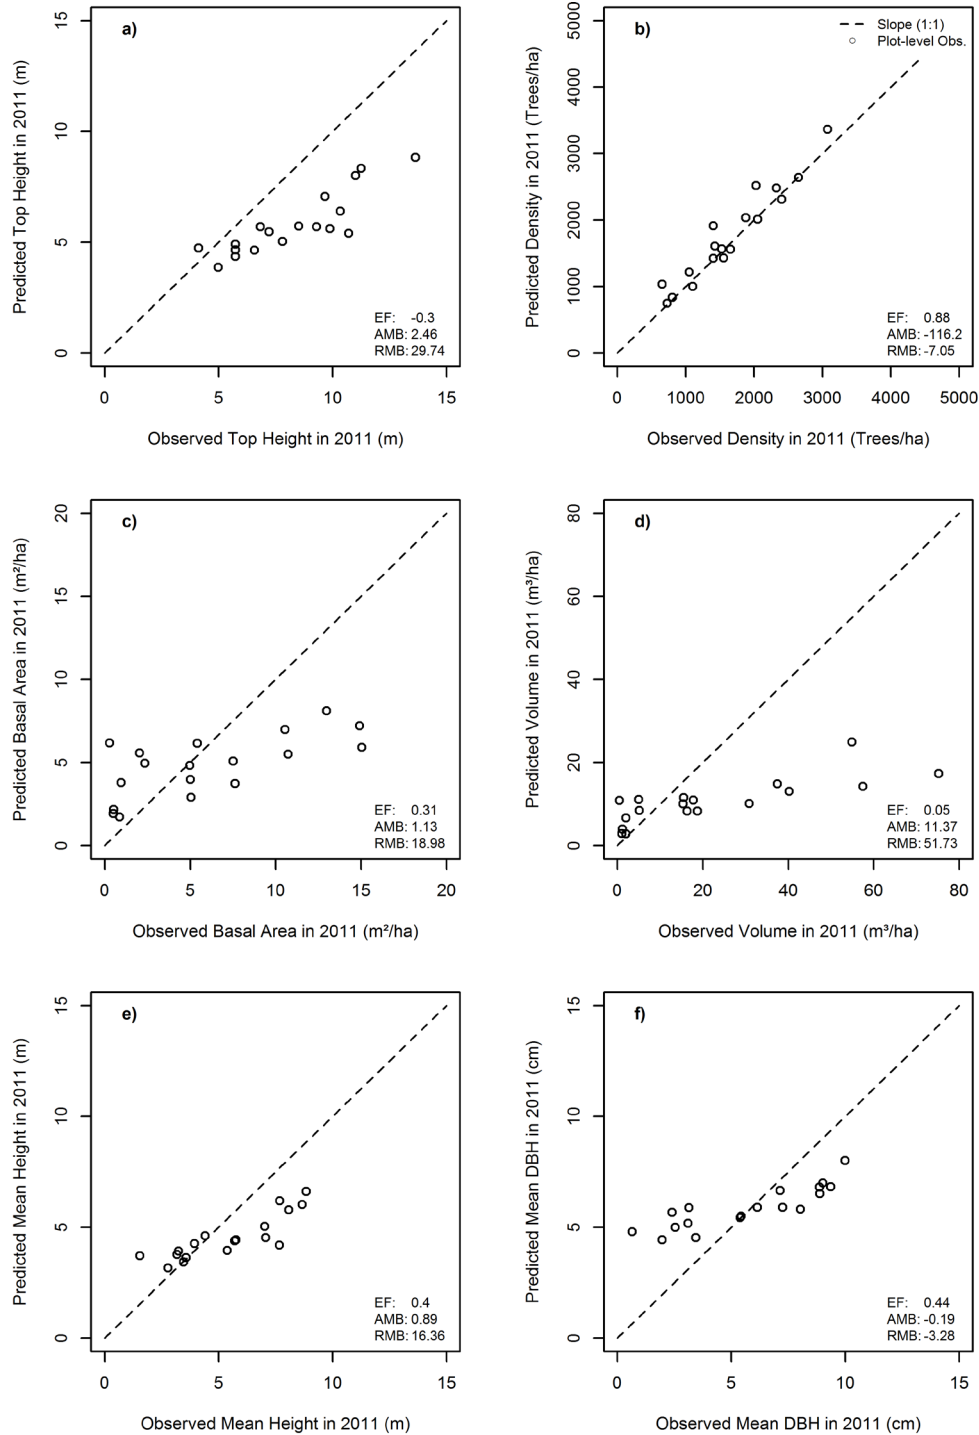 a)
Predicted Top Height in 2011 (m)
15
10
5
0
EF: -0.3
AMB: 2.46
RMB: 29.74
0 5 10 15
Observed Top Height in 2011 (m)
b)
Slope (1:1)
Plot-level Obs.
Predicted Density in 2011 (Trees/ha)
5000
4000
3000
2000
1000
0
EF: 0.88
AMB: -116.2
RMB: -7.05
0 1000 2000 3000 4000 5000
Observed Density in 2011 (Trees/ha)
c)
Predicted Basal Area in 2011 (m²/ha)
20
15
10
5
0
EF: 0.31
AMB: 1.13
RMB: 18.98
0 5 10 15 20
Observed Basal Area in 2011 (m²/ha)
d)
Predicted Volume in 2011 (m³/ha)
80
60
40
20
0
EF: 0.05
AMB: 11.37
RMB: 51.73
0 20 40 60 80
Observed Volume in 2011 (m³/ha)
e)
Predicted Mean Height in 2011 (m)
15
10
5
0
EF: 0.4
AMB: 0.89
RMB: 16.36
0 5 10 15
Observed Mean Height in 2011 (m)
f)
Predicted Mean DBH in 2011 (cm)
15
10
5
0
EF: 0.44
AMB: -0.19
RMB: -3.28
0 5 10 15
Observed Mean DBH in 2011 (cm)